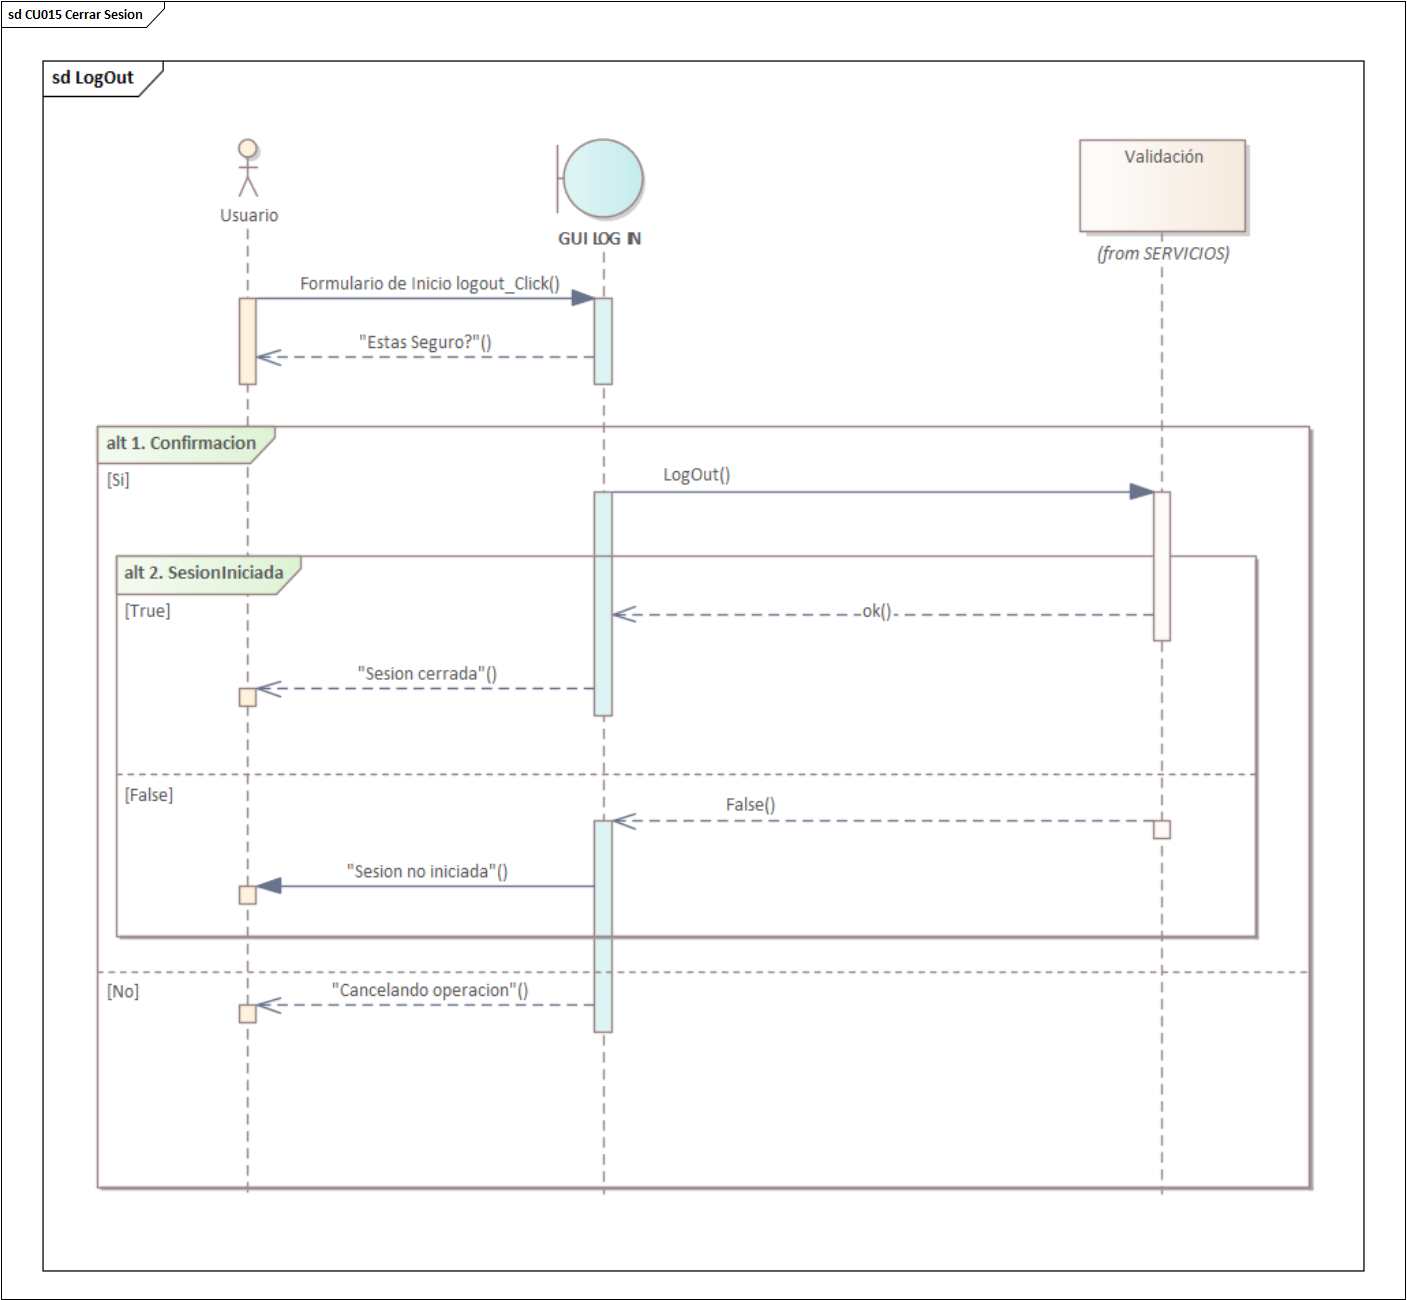 sd CU015 Cerrar Sesion
sd LogOut
Usuario
GUI LOG IN
Validación
(from SERVICIOS)
Formulario de Inicio logout_Click()
"Estas Seguro?"()
alt 1. Confirmacion
[Si]
LogOut()
alt 2. SesionIniciada
[True]
ok()
"Sesion cerrada"()
[False]
False()
"Sesion no iniciada"()
[No]
"Cancelando operacion"()